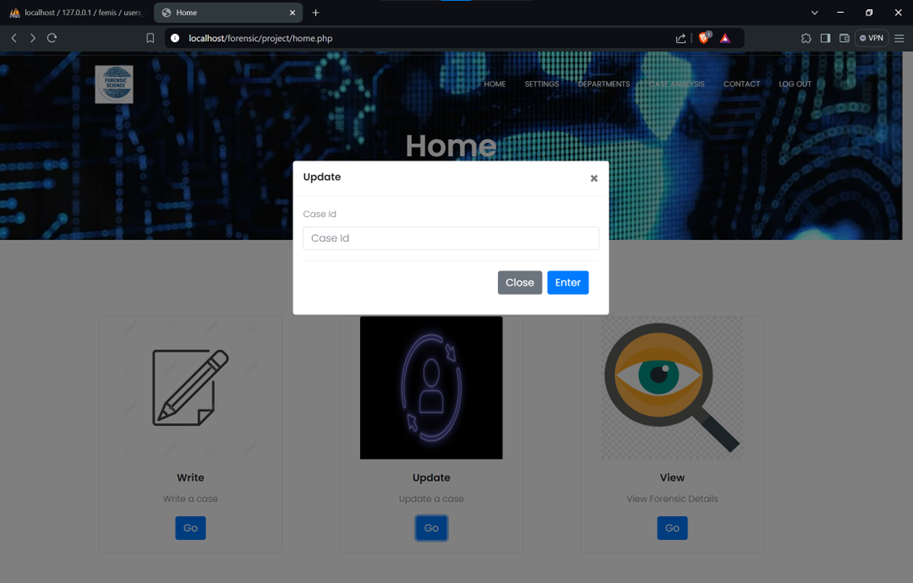 localhost / 127.0.0.1 / femis / users
Home
localhost/forensic/project/home.php
1
VPN
FORENSIC
SCIENCE
HOME SETTINGS DEPARTMENTS CASE ANALYSIS CONTACT LOG OUT
Home
Update
Case Id
Case Id
Close Enter
Write
Write a case
Go
Update
Update a case
Go
View
View Forensic Details
Go